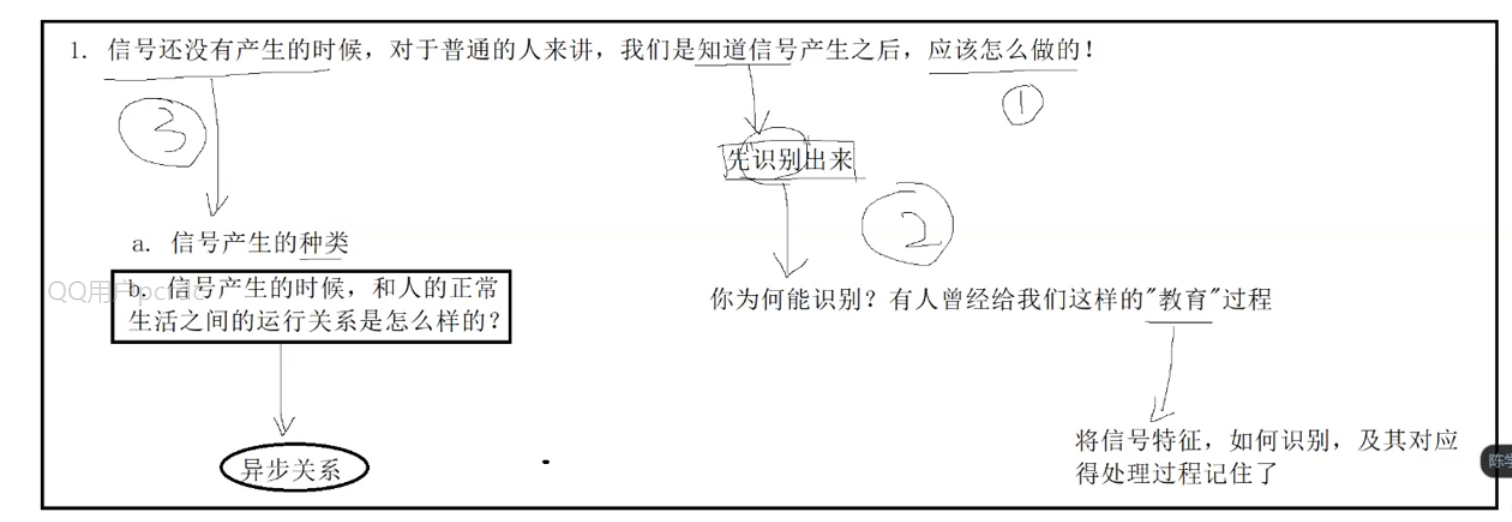 1. 信号还没有产生的时候，对于普通的人来讲，我们是知道信号产生之后，应该怎么做的！
③
①
先识别出来
②
a. 信号产生的种类
b. 信号产生的时候，和人的正常
生活之间的运行关系是怎么样的？
QQ用户
你为何能识别？有人曾经给我们这样的"教育"过程
将信号特征，如何识别，及其对应
得处理过程记住了
异步关系